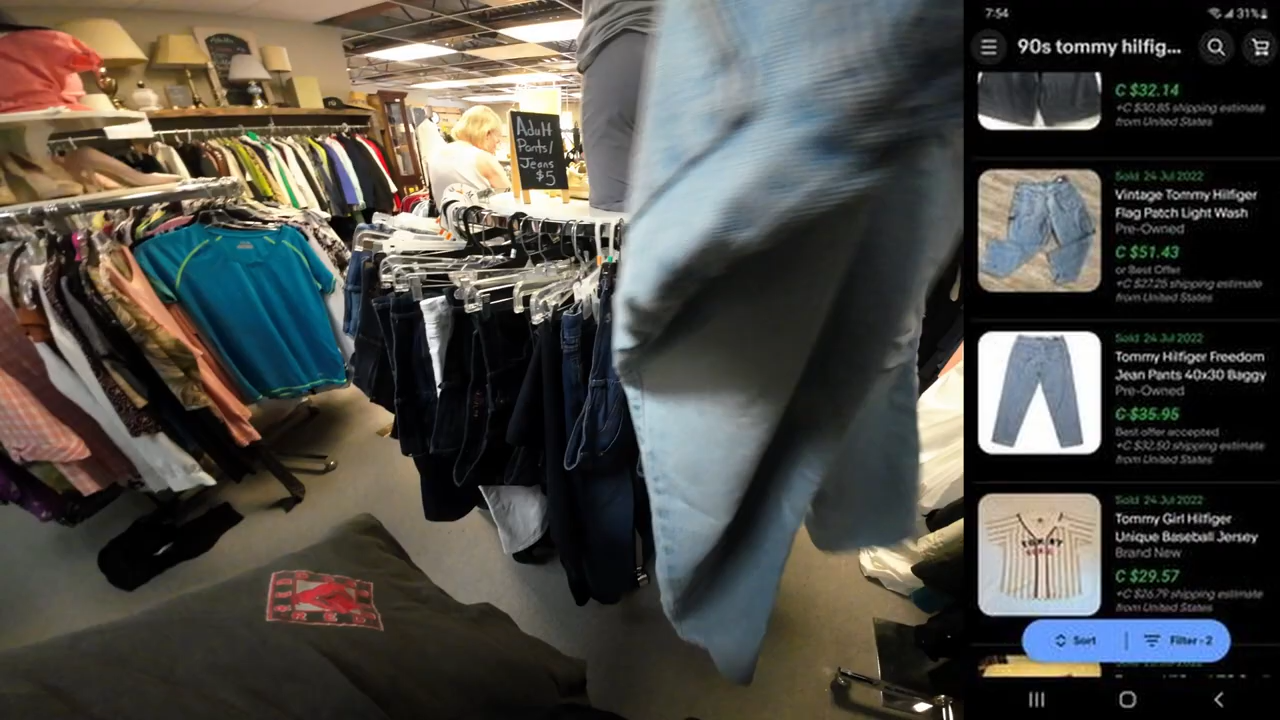 Adult
Pants/
Jeans
$5
7:54
31%
90s tommy hilfig...
C $32.14
+C $30.85 shipping estimate
from United States
Sold 24 Jul 2022
Vintage Tommy Hilfiger
Flag Patch Light Wash
Pre-Owned
C $51.43
or Best Offer
+C $27.25 shipping estimate
from United States
Sold 24 Jul 2022
Tommy Hilfiger Freedom
Jean Pants 40x30 Baggy
Pre-Owned
C $35.95
Best offer accepted
+C $32.50 shipping estimate
from United States
Sold 24 Jul 2022
Tommy Girl Hilfiger
Unique Baseball Jersey
Brand New
C $29.57
+C $26.79 shipping estimate
from United States
Sort
Filter · 2